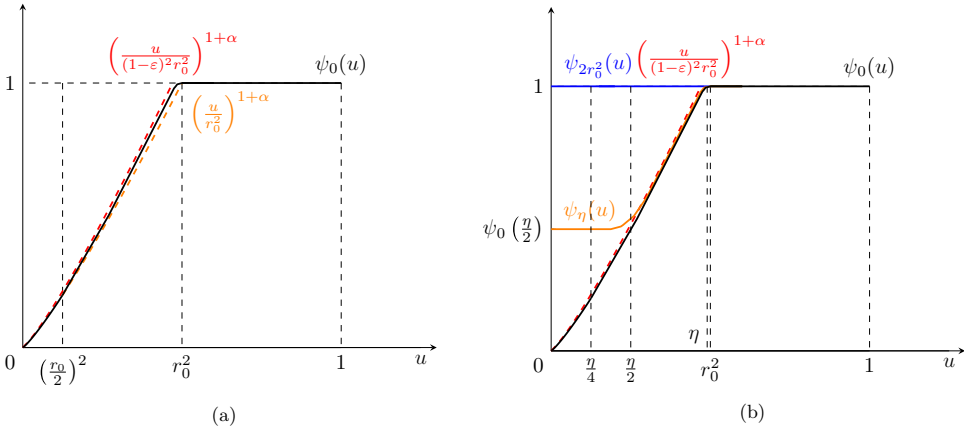 (u/((1−ε)²r₀²))^{1+α}
ψ₀(u)
1
(u/r₀²)^{1+α}
0
(r₀/2)²
r₀²
1
u
(a)
ψ_{2r₀²}(u)
(u/((1−ε)²r₀²))^{1+α}
ψ₀(u)
1
ψ_η(u)
ψ₀(η/2)
η
0
η/4
η/2
r₀²
1
u
(b)